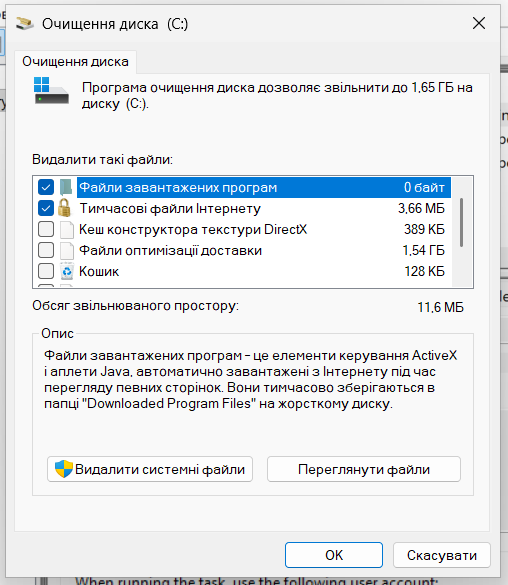 Очищення диска (C:)
Очищення диска
Програма очищення диска дозволяє звільнити до 1,65 ГБ на
диску (C:).
Видалити такі файли:
Файли завантажених програм 0 байт
Тимчасові файли Інтернету 3,66 МБ
Кеш конструктора текстури DirectX 389 КБ
Файли оптимізації доставки 1,54 ГБ
Кошик 128 КБ
Обсяг звільнюваного простору: 11,6 МБ
Опис
Файли завантажених програм – це елементи керування ActiveX
і аплети Java, автоматично завантажені з Інтернету під час
перегляду певних сторінок. Вони тимчасово зберігаються в
папці "Downloaded Program Files" на жорсткому диску.
Видалити системні файли Переглянути файли
ОК Скасувати
When running the task, use the following user account: